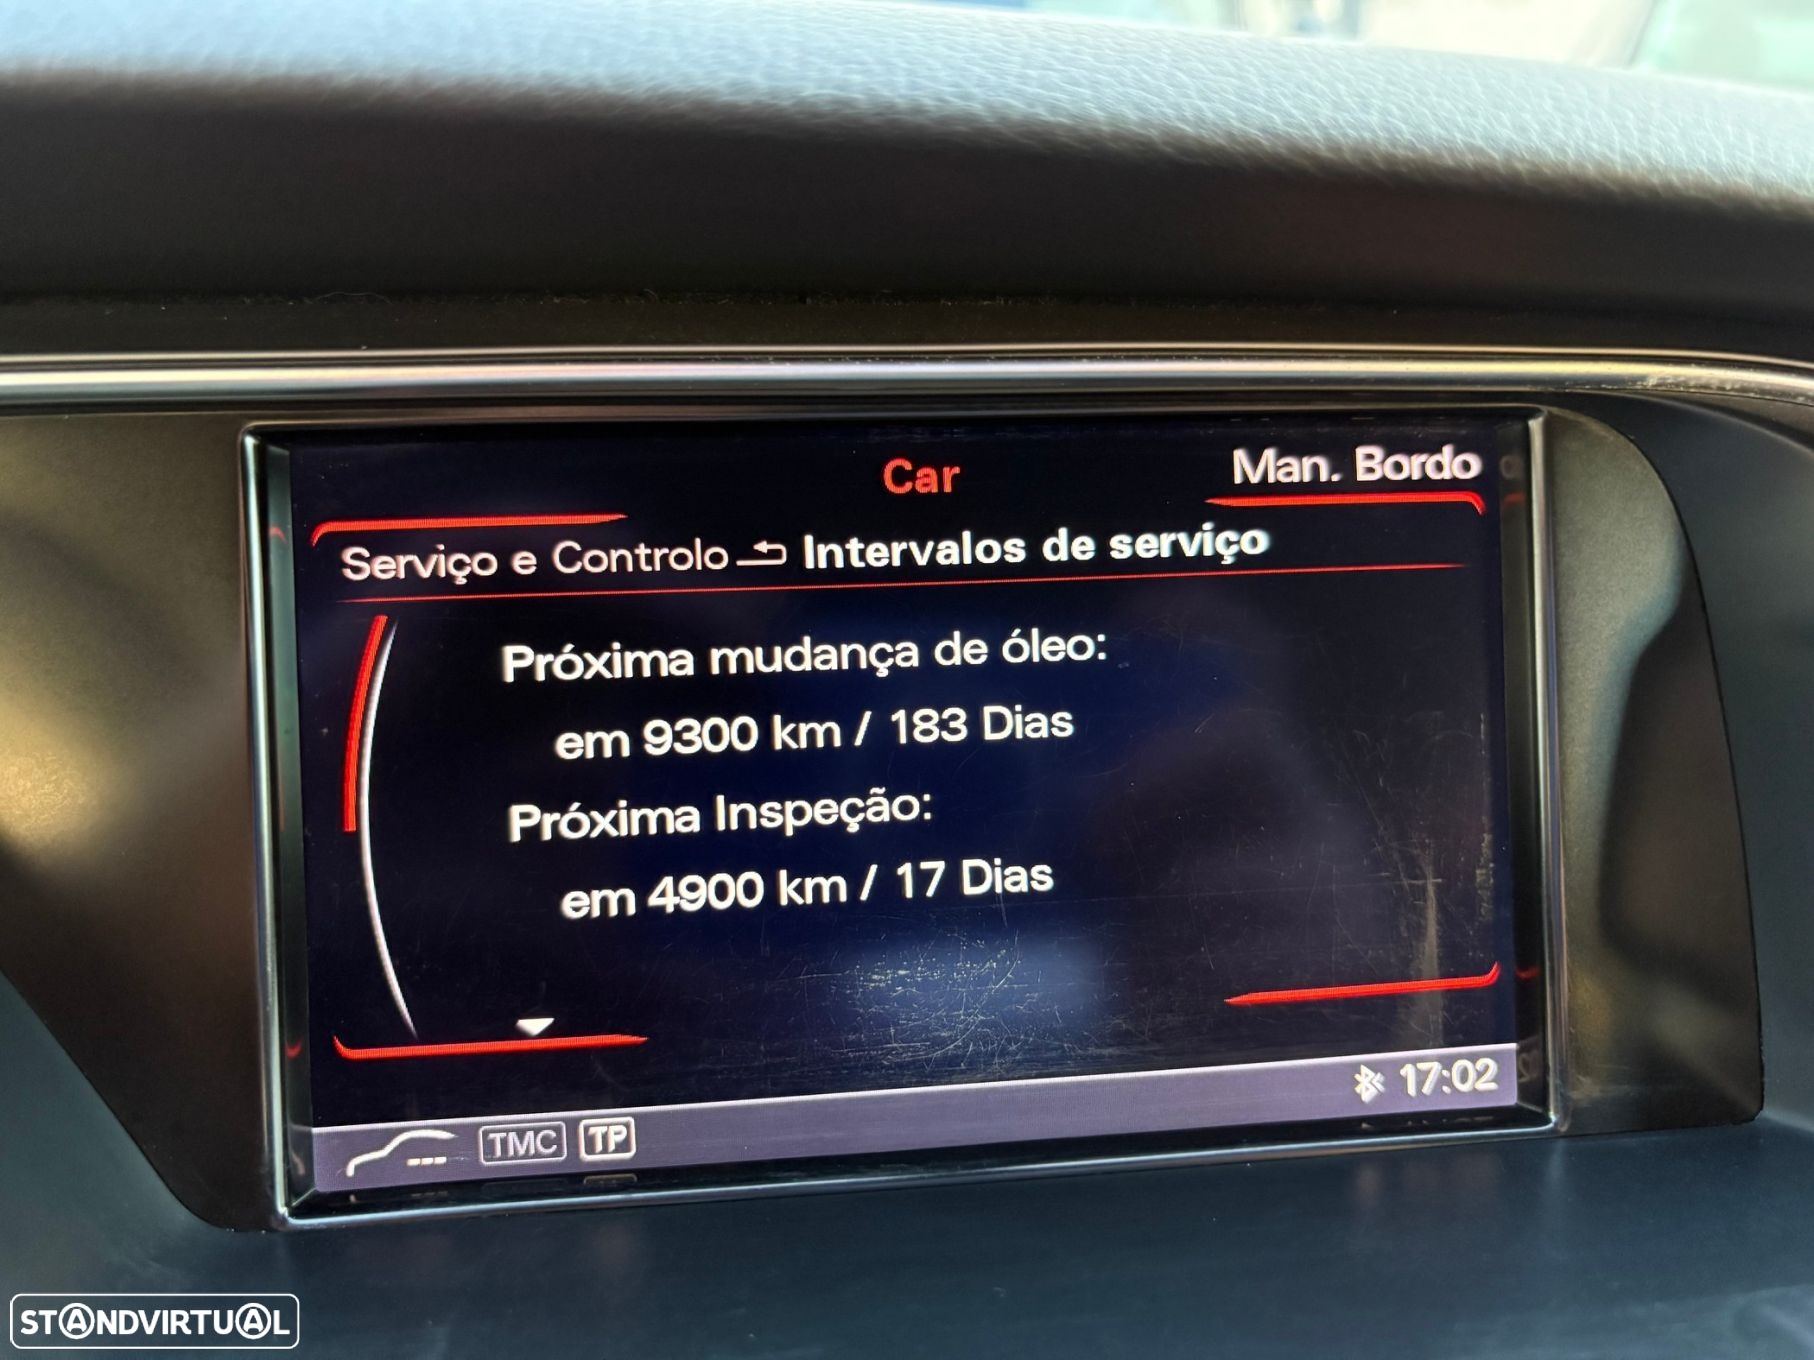 Car
Man. Bordo
Serviço e Controlo Intervalos de serviço
Próxima mudança de óleo:
em 9300 km / 183 Dias
Próxima Inspeção:
em 4900 km / 17 Dias
17:02
--- TMC TP
STANDVIRTUAL